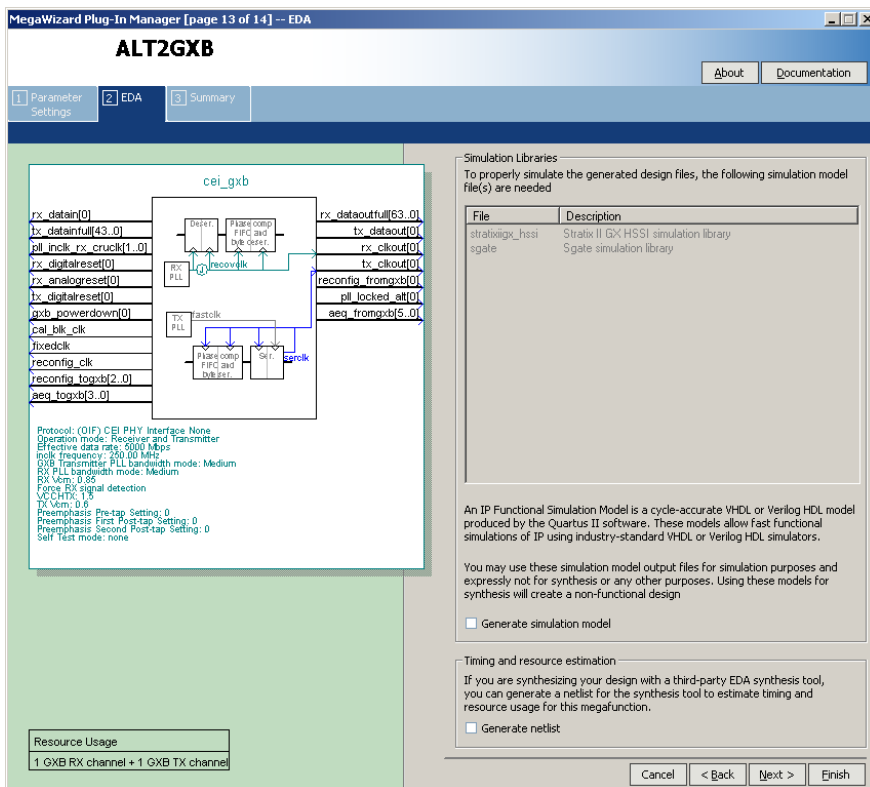 MegaWizard Plug-In Manager [page 13 of 14] -- EDA
ALT2GXB
About
Documentation
1 Parameter Settings
2 EDA
3 Summary
cei_gxb
rx_datain[0]
tx_datainfull[43..0]
pll_inclk_rx_cruclk[1..0]
rx_digitalreset[0]
rx_analogreset[0]
tx_digitalreset[0]
gxb_powerdown[0]
cal_blk_clk
fixedclk
reconfig_clk
reconfig_togxb[2..0]
aeq_togxb[3..0]
Deser.
Phase comp
FIFO and
byte deser.
RX
PLL
recovclk
TX
PLL
fastclk
Phase comp
FIFO and
byte ser.
Ser.
serclk
rx_dataoutfull[63..0]
tx_dataout[0]
rx_clkout[0]
tx_clkout[0]
reconfig_fromgxb[0]
pll_locked_alt[0]
aeq_fromgxb[5..0]
Protocol: (OIF) CEI PHY Interface None
Operation mode: Receiver and Transmitter
Effective data rate: 5000 Mbps
inclk frequency: 250.00 MHz
GXB Transmitter PLL bandwidth mode: Medium
RX PLL bandwidth mode: Medium
RX Vcm: 0.85
Force RX signal detection
VCCHTX: 1.5
TX Vcm: 0.6
Preemphasis Pre-tap Setting: 0
Preemphasis First Post-tap Setting: 0
Preemphasis Second Post-tap Setting: 0
Self Test mode: none
Resource Usage
1 GXB RX channel + 1 GXB TX channel
Simulation Libraries
To properly simulate the generated design files, the following simulation model
file(s) are needed
File Description
stratixiigx_hssi Stratix II GX HSSI simulation library
sgate Sgate simulation library
An IP Functional Simulation Model is a cycle-accurate VHDL or Verilog HDL model
produced by the Quartus II software. These models allow fast functional
simulations of IP using industry-standard VHDL or Verilog HDL simulators.
You may use these simulation model output files for simulation purposes and
expressly not for synthesis or any other purposes. Using these models for
synthesis will create a non-functional design
Generate simulation model
Timing and resource estimation
If you are synthesizing your design with a third-party EDA synthesis tool,
you can generate a netlist for the synthesis tool to estimate timing and
resource usage for this megafunction.
Generate netlist
Cancel
< Back
Next >
Finish